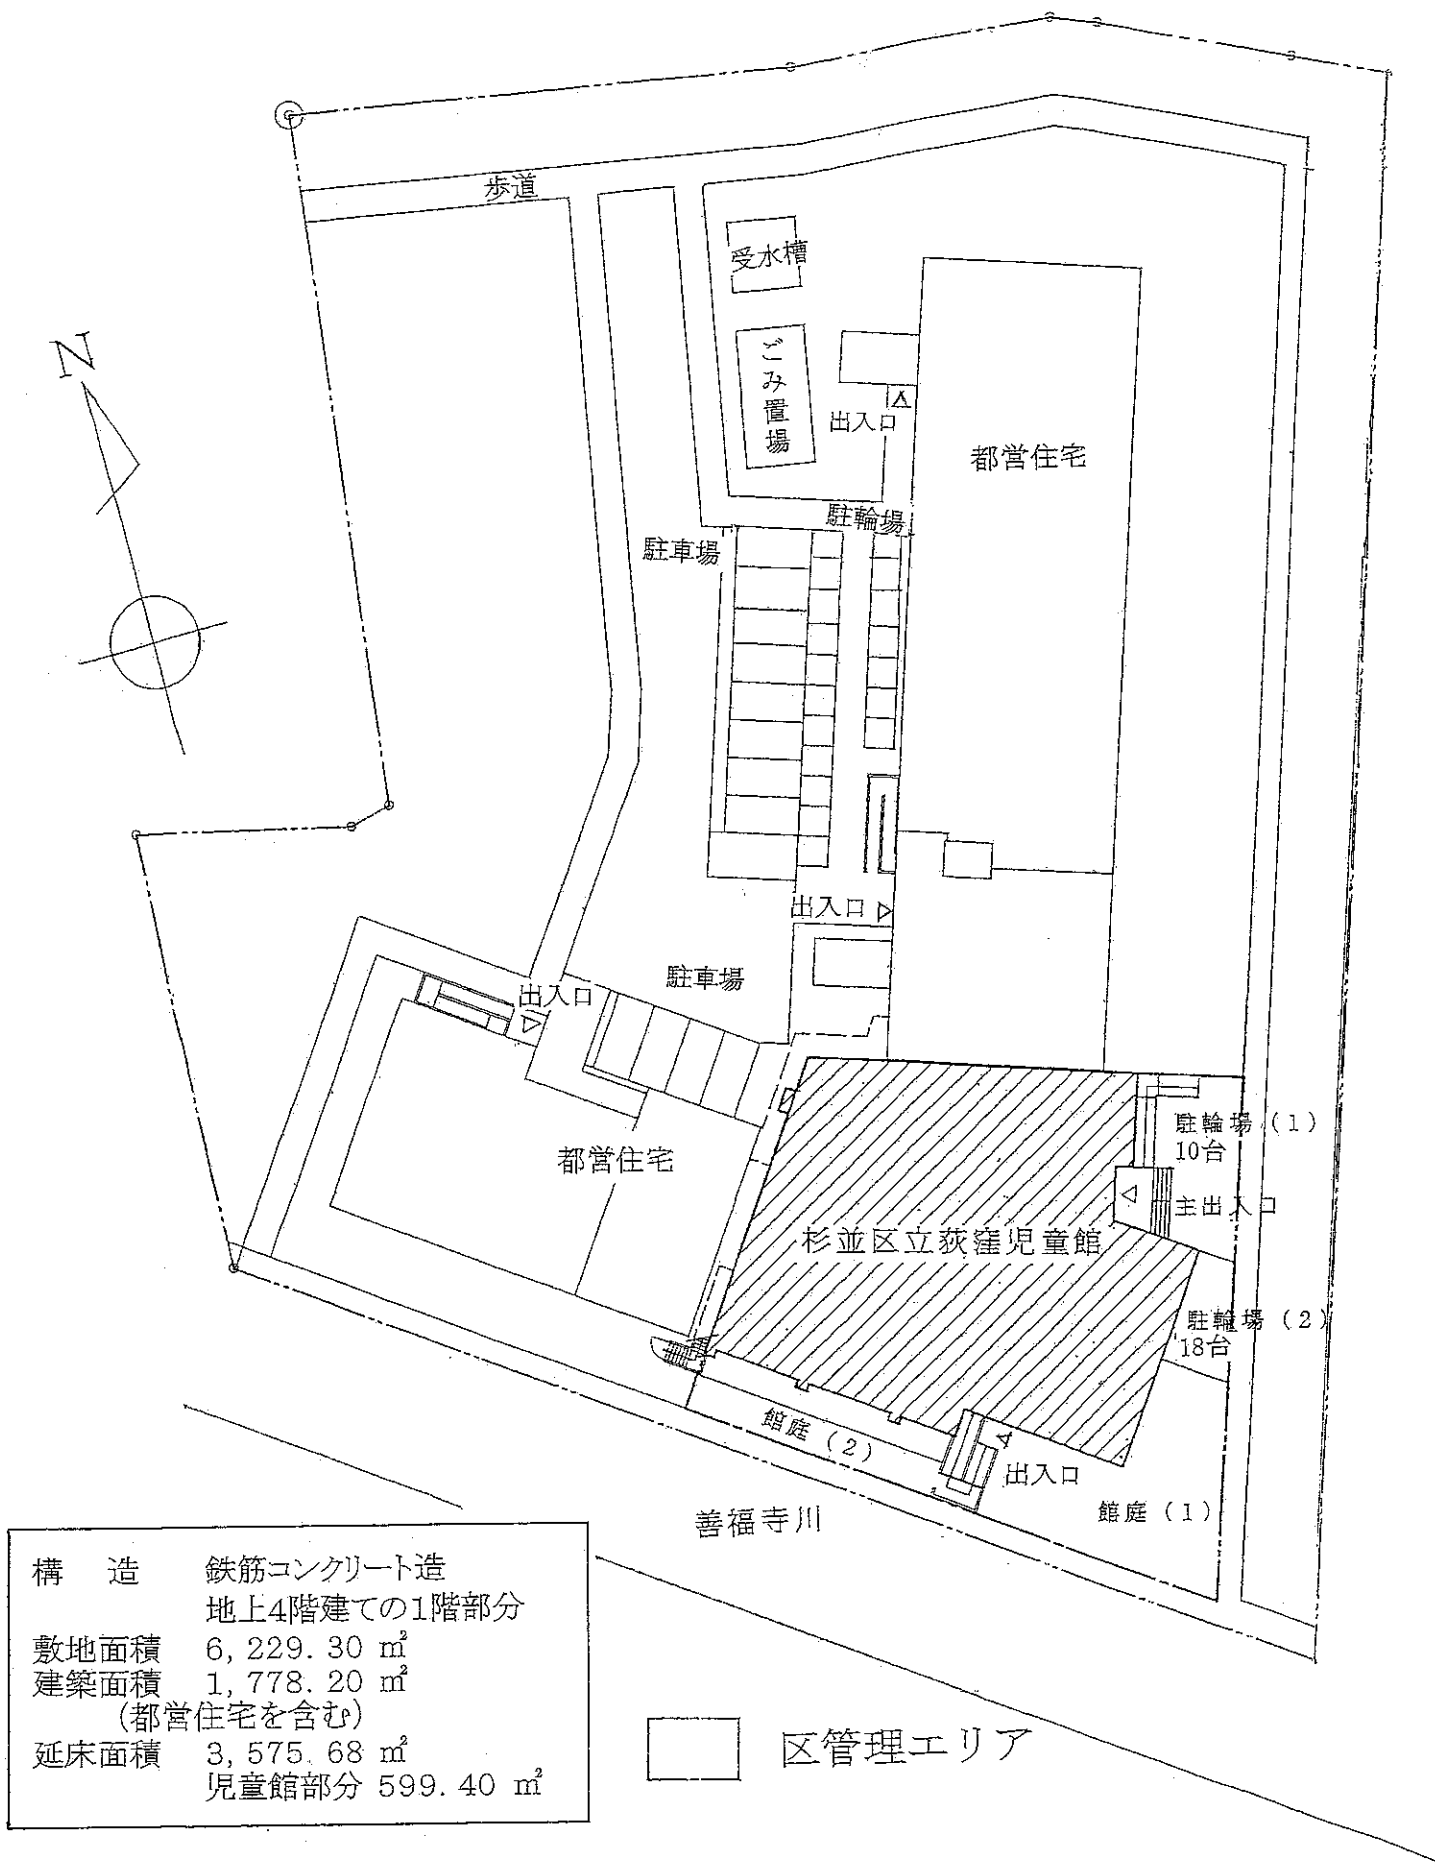 歩道
受水槽
N
ごみ置場
出入口
都営住宅
駐輪場
駐車場
出入口
駐車場
出入口
駐輪場(1)
10台
都営住宅
主出入口
杉並区立荻窪児童館
駐輪場(2)
18台
館庭(2)
出入口
館庭(1)
善福寺川
構 造 鉄筋コンクリート造
地上4階建ての1階部分
敷地面積 6,229.30 ㎡
建築面積 1,778.20 ㎡
(都営住宅を含む)
延床面積 3,575.68 ㎡
児童館部分 599.40 ㎡
区管理エリア